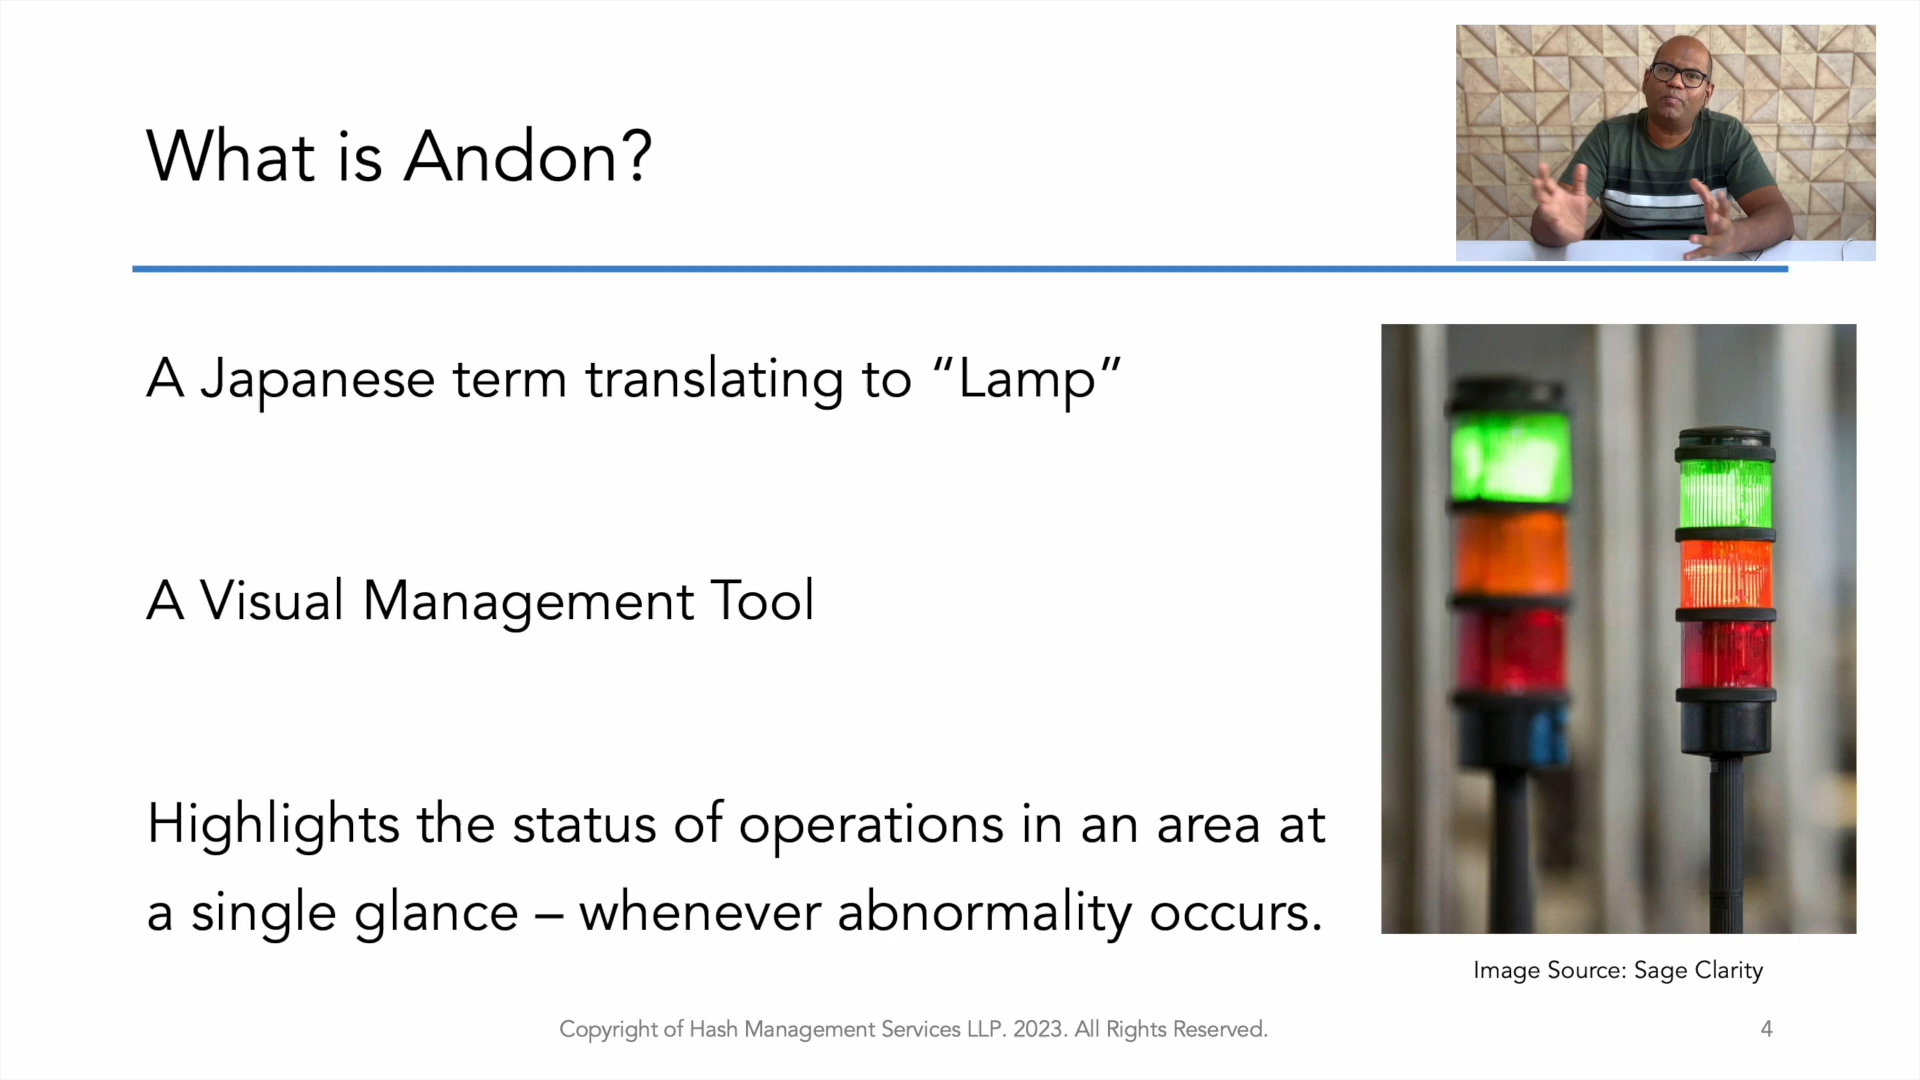 What is Andon?
A Japanese term translating to “Lamp”
A Visual Management Tool
Highlights the status of operations in an area at
a single glance – whenever abnormality occurs.
Image Source: Sage Clarity
Copyright of Hash Management Services LLP. 2023. All Rights Reserved.
4